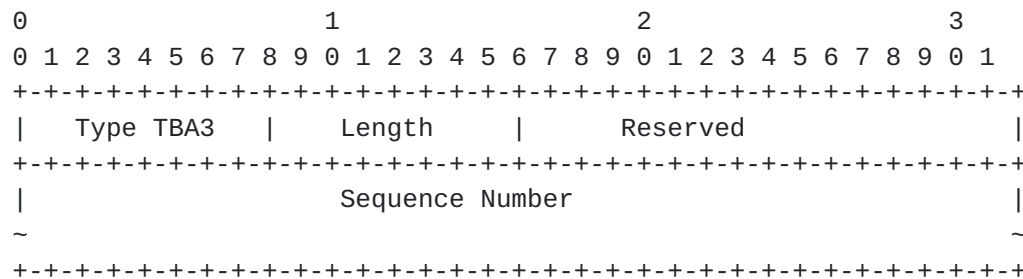 0                   1                   2                   3
0 1 2 3 4 5 6 7 8 9 0 1 2 3 4 5 6 7 8 9 0 1 2 3 4 5 6 7 8 9 0 1
+-+-+-+-+-+-+-+-+-+-+-+-+-+-+-+-+-+-+-+-+-+-+-+-+-+-+-+-+-+-+-+-+
|   Type TBA3   |    Length     |      Reserved                 |
+-+-+-+-+-+-+-+-+-+-+-+-+-+-+-+-+-+-+-+-+-+-+-+-+-+-+-+-+-+-+-+-+
|                    Sequence Number                            |
~                                                               ~
+-+-+-+-+-+-+-+-+-+-+-+-+-+-+-+-+-+-+-+-+-+-+-+-+-+-+-+-+-+-+-+-+